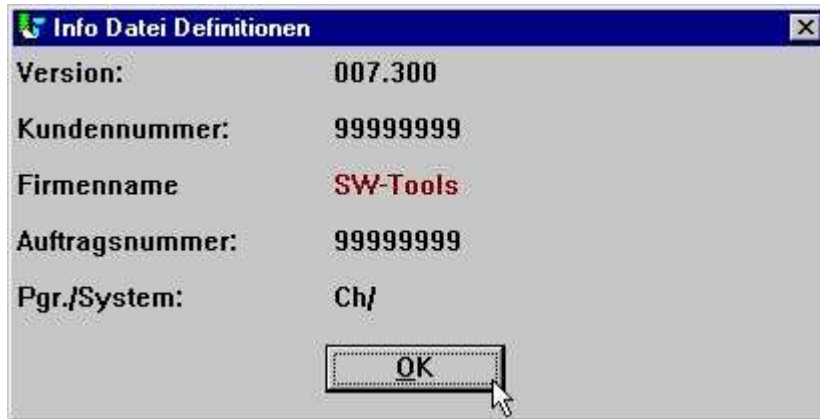 Info Datei Definitionen
Version: 007.300
Kundennummer: 99999999
Firmenname SW-Tools
Auftragsnummer: 99999999
Pgr./System: Ch/
OK